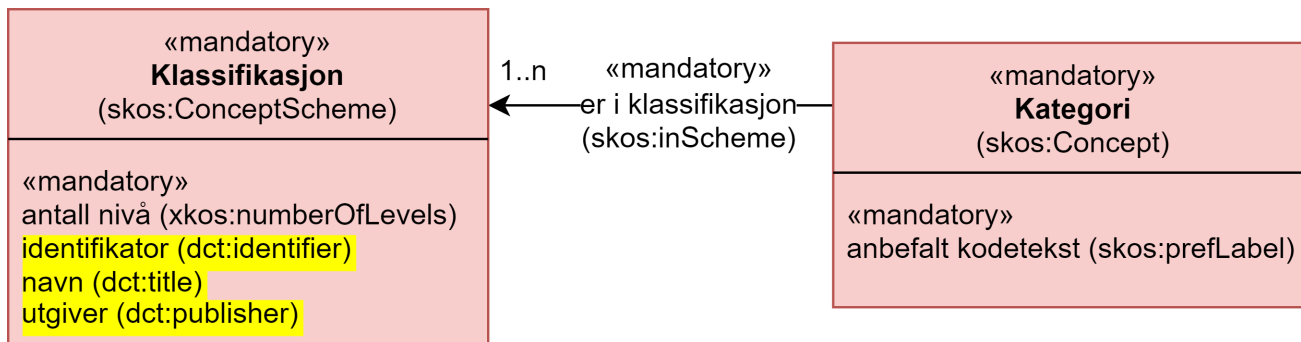 «mandatory»
Klassifikasjon
(skos:ConceptScheme)
«mandatory»
antall nivå (xkos:numberOfLevels)
identifikator (dct:identifier)
navn (dct:title)
utgiver (dct:publisher)
1..n
«mandatory»
er i klassifikasjon
(skos:inScheme)
«mandatory»
Kategori
(skos:Concept)
«mandatory»
anbefalt kodetekst (skos:prefLabel)